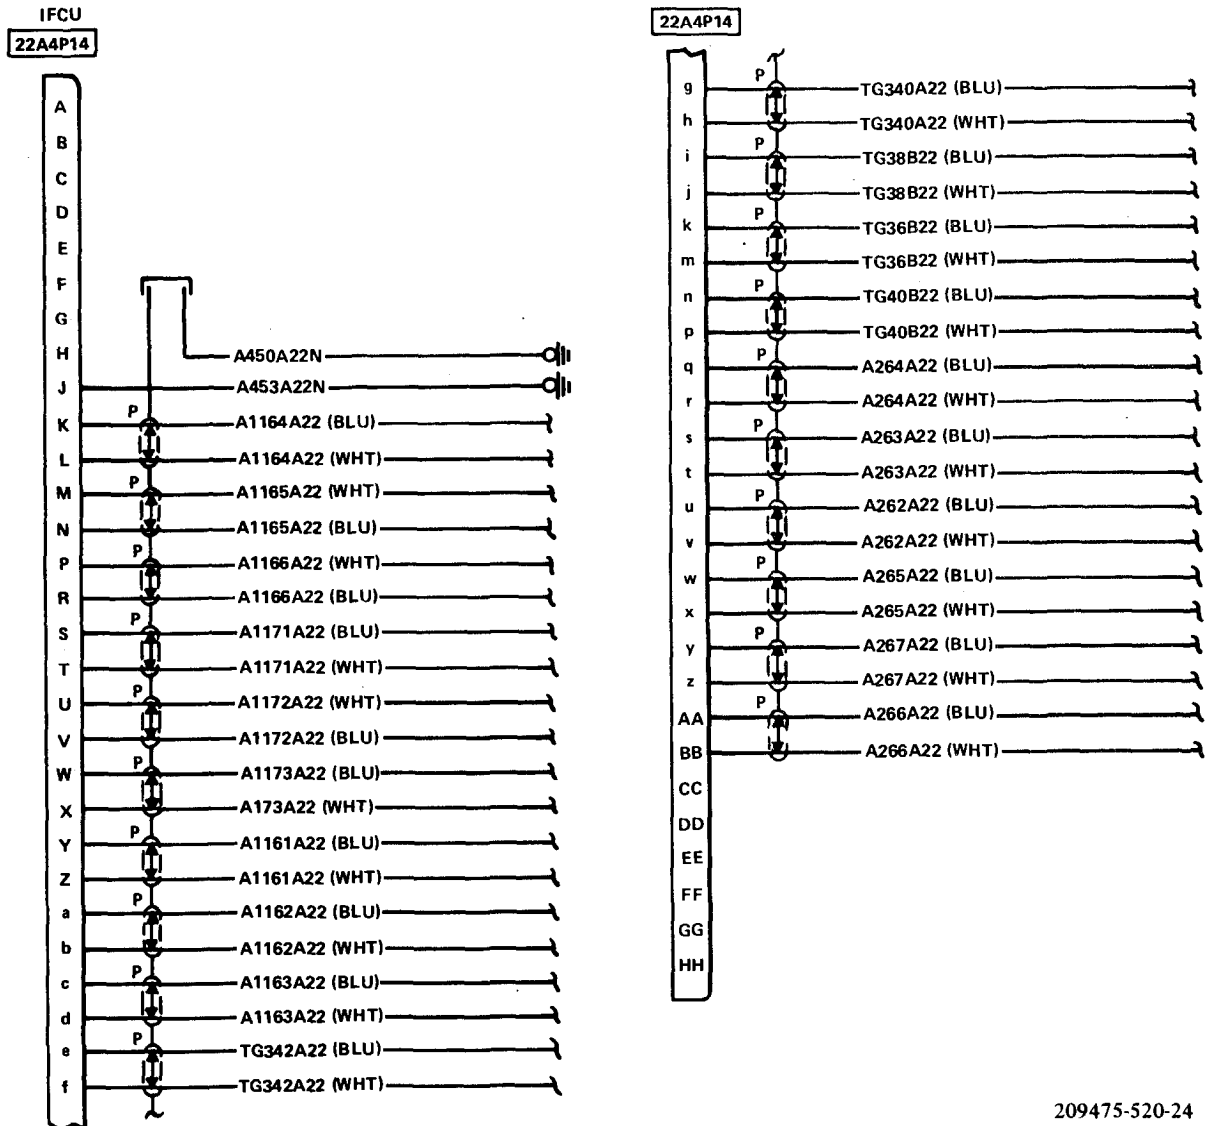 IFCU
22A4P14
A
B
C
D
E
F
G
H A450A22N
J A453A22N
K P A1164A22 (BLU)
L A1164A22 (WHT)
M P A1165A22 (WHT)
N A1165A22 (BLU)
P P A1166A22 (WHT)
R A1166A22 (BLU)
S P A1171A22 (BLU)
T A1171A22 (WHT)
U P A1172A22 (WHT)
V A1172A22 (BLU)
W P A1173A22 (BLU)
X A173A22 (WHT)
Y P A1161A22 (BLU)
Z A1161A22 (WHT)
a P A1162A22 (BLU)
b A1162A22 (WHT)
c P A1163A22 (BLU)
d A1163A22 (WHT)
e P TG342A22 (BLU)
f TG342A22 (WHT)
22A4P14
g P TG340A22 (BLU)
h TG340A22 (WHT)
i P TG38B22 (BLU)
j TG38B22 (WHT)
k P TG36B22 (BLU)
m TG36B22 (WHT)
n P TG40B22 (BLU)
p TG40B22 (WHT)
q P A264A22 (BLU)
r A264A22 (WHT)
s P A263A22 (BLU)
t A263A22 (WHT)
u P A262A22 (BLU)
v A262A22 (WHT)
w P A265A22 (BLU)
x A265A22 (WHT)
y P A267A22 (BLU)
z A267A22 (WHT)
AA P A266A22 (BLU)
BB A266A22 (WHT)
CC
DD
EE
FF
GG
HH
209475-520-24